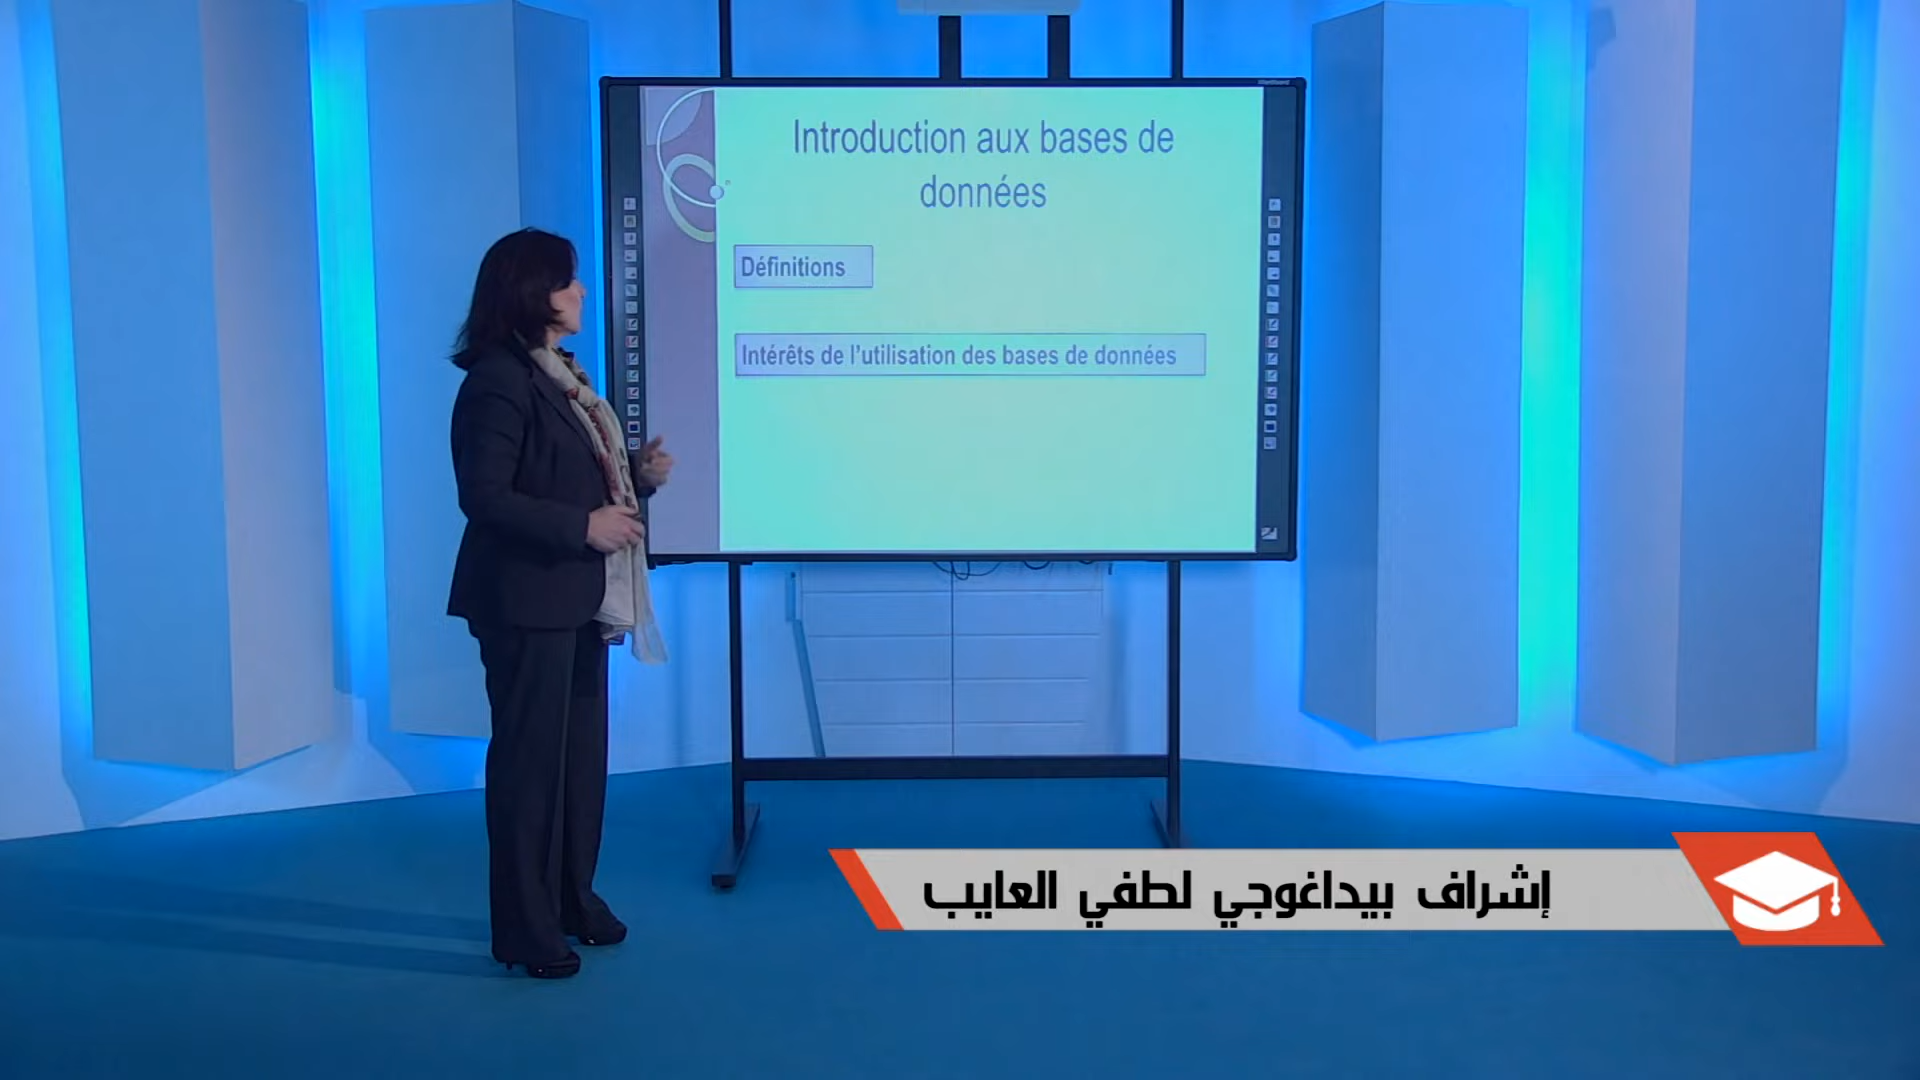 Introduction aux bases de
données
Définitions
Intérêts de l’utilisation des bases de données
إشراف بيداغوجي لطفي العايب